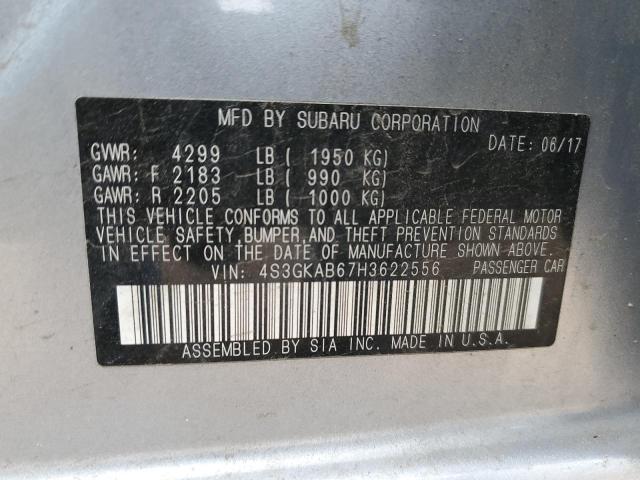 MFD BY SUBARU CORPORATION
DATE: 06/17
GVWR: 4299 LB ( 1950 KG)
GAWR: F 2183 LB ( 990 KG)
GAWR: R 2205 LB ( 1000 KG)
THIS VEHICLE CONFORMS TO ALL APPLICABLE FEDERAL MOTOR
VEHICLE SAFETY, BUMPER, AND THEFT PREVENTION STANDARDS
IN EFFECT ON THE DATE OF MANUFACTURE SHOWN ABOVE.
VIN: 4S3GKAB67H3622556 PASSENGER CAR
ASSEMBLED BY SIA INC. MADE IN U.S.A.